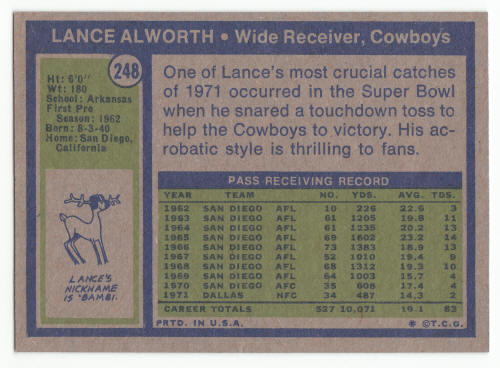 LANCE ALWORTH • Wide Receiver, Cowboys
248
Ht: 6'0"
Wt: 180
School: Arkansas
First Pro
Season: 1962
Born: 8-3-40
Home: San Diego,
California
LANCE'S
NICKNAME
IS 'BAMBI.'
One of Lance's most crucial catches
of 1971 occurred in the Super Bowl
when he snared a touchdown toss to
help the Cowboys to victory. His ac-
robatic style is thrilling to fans.
PASS RECEIVING RECORD
YEAR TEAM NO. YDS. AVG. TDS.
1962 SAN DIEGO AFL 10 226 22.6 3
1963 SAN DIEGO AFL 61 1205 19.8 11
1964 SAN DIEGO AFL 61 1235 20.2 13
1965 SAN DIEGO AFL 69 1602 23.2 14
1966 SAN DIEGO AFL 73 1383 18.9 13
1967 SAN DIEGO AFL 52 1010 19.4 9
1968 SAN DIEGO AFL 68 1312 19.3 10
1969 SAN DIEGO AFL 64 1003 15.7 4
1970 SAN DIEGO AFC 35 608 17.4 4
1971 DALLAS NFC 34 487 14.3 2
CAREER TOTALS 527 10,071 19.1 83
PRTD. IN U.S.A. * © T.C.G.